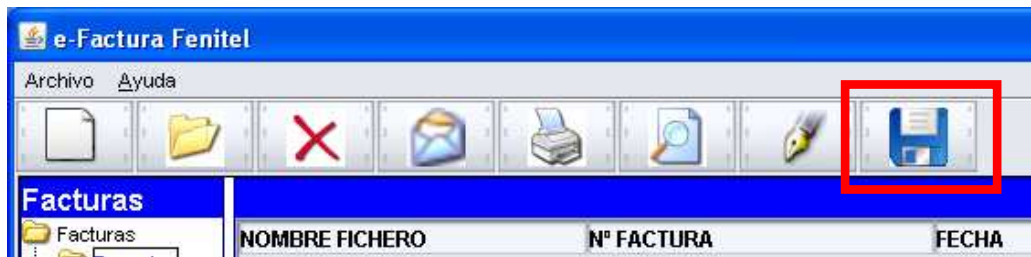 e-Factura Fenitel
Archivo Ayuda
Facturas
Facturas
NOMBRE FICHERO Nº FACTURA FECHA